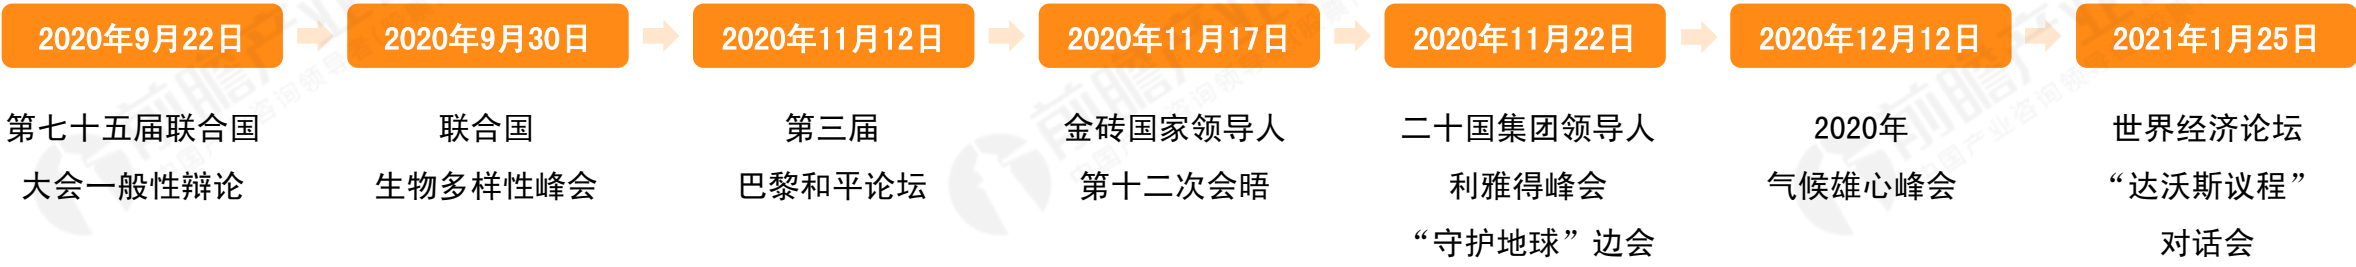 2020年9月22日
2020年9月30日
2020年11月12日
2020年11月17日
2020年11月22日
2020年12月12日
2021年1月25日
第七十五届联合国
大会一般性辩论
联合国
生物多样性峰会
第三届
巴黎和平论坛
金砖国家领导人
第十二次会晤
二十国集团领导人
利雅得峰会
“守护地球”边会
2020年
气候雄心峰会
世界经济论坛
“达沃斯议程”
对话会